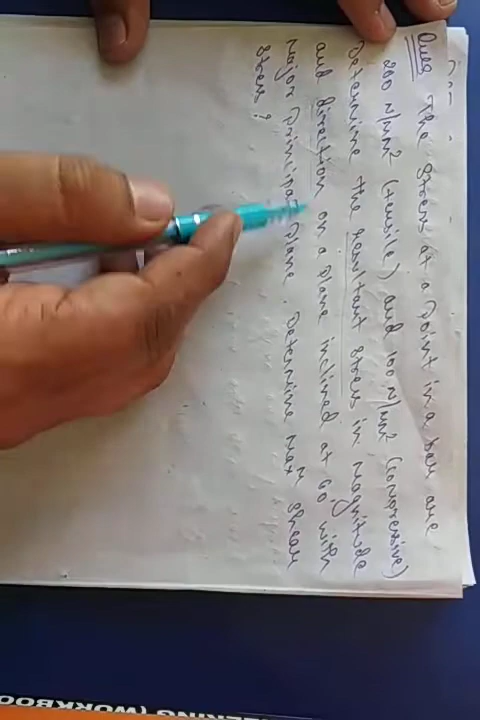 Ques The stress at a point in a bar are
200 N/mm² (tensile) and 100 N/mm² (compressive)
Determine the resultant stress in magnitude
and direction on a plane inclined at 60° with
major principal plane. Determine max^m shear
stress?
(WORKBOO